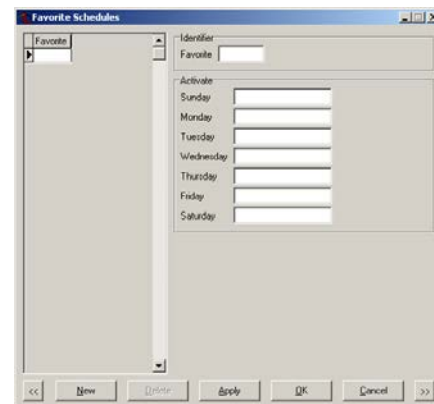 Favorite Schedules
Favorite
Identifier
Favorite
Activate
Sunday
Monday
Tuesday
Wednesday
Thursday
Friday
Saturday
<< New Delete Apply OK Cancel >>